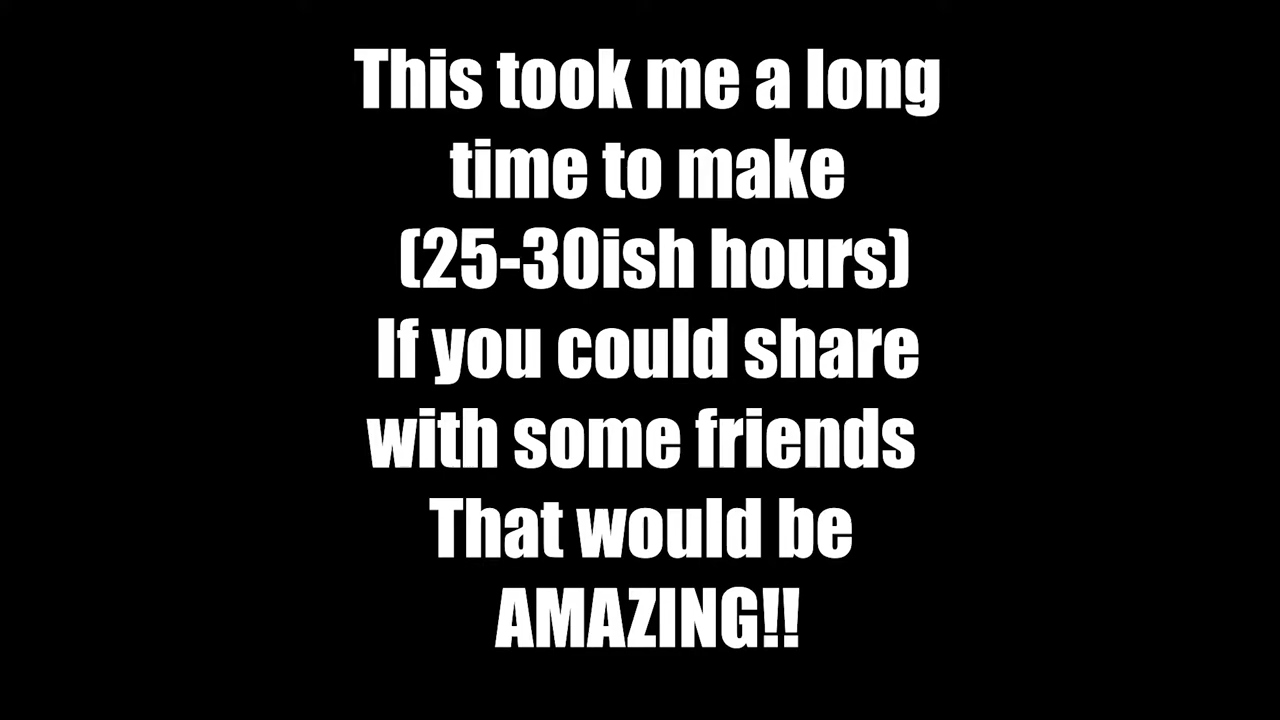 This took me a long
time to make
(25-30ish hours)
If you could share
with some friends
That would be
AMAZING!!